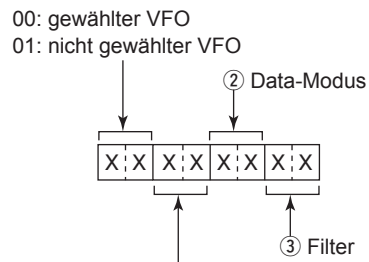 00: gewählter VFO
01: nicht gewählter VFO
② Data-Modus
X X X X X X X X
③ Filter